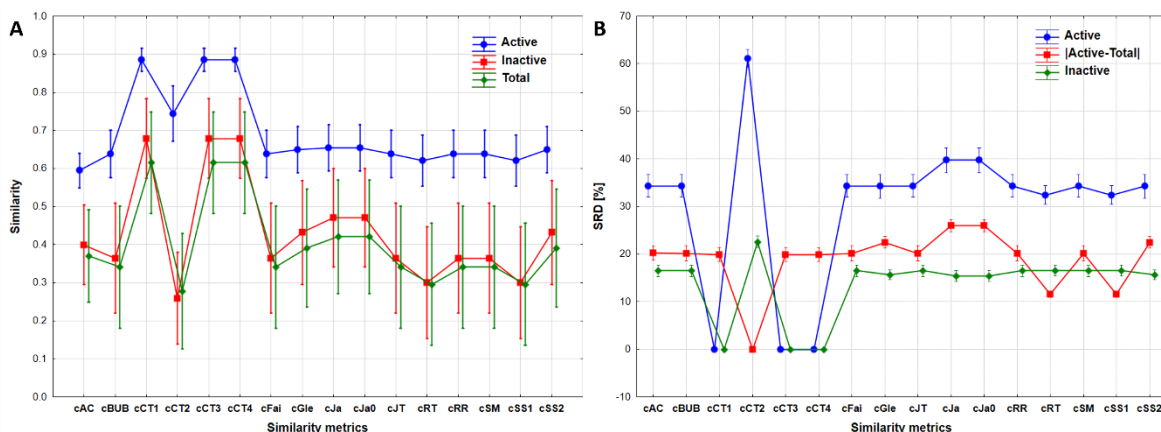 A
Similarity
1.0
0.9
0.8
0.7
0.6
0.5
0.4
0.3
0.2
0.1
0.0
Active
Inactive
Total
cAC cBUB cCT1 cCT2 cCT3 cCT4 cFai cGle cJa cJa0 cJT cRT cRR cSM cSS1 cSS2
Similarity metrics
B
SRD [%]
70
60
50
40
30
20
10
0
-10
Active
|Active-Total|
Inactive
cAC cBUB cCT1 cCT2 cCT3 cCT4 cFai cGle cJT cJa cJa0 cRR cRT cSM cSS1 cSS2
Similarity metrics